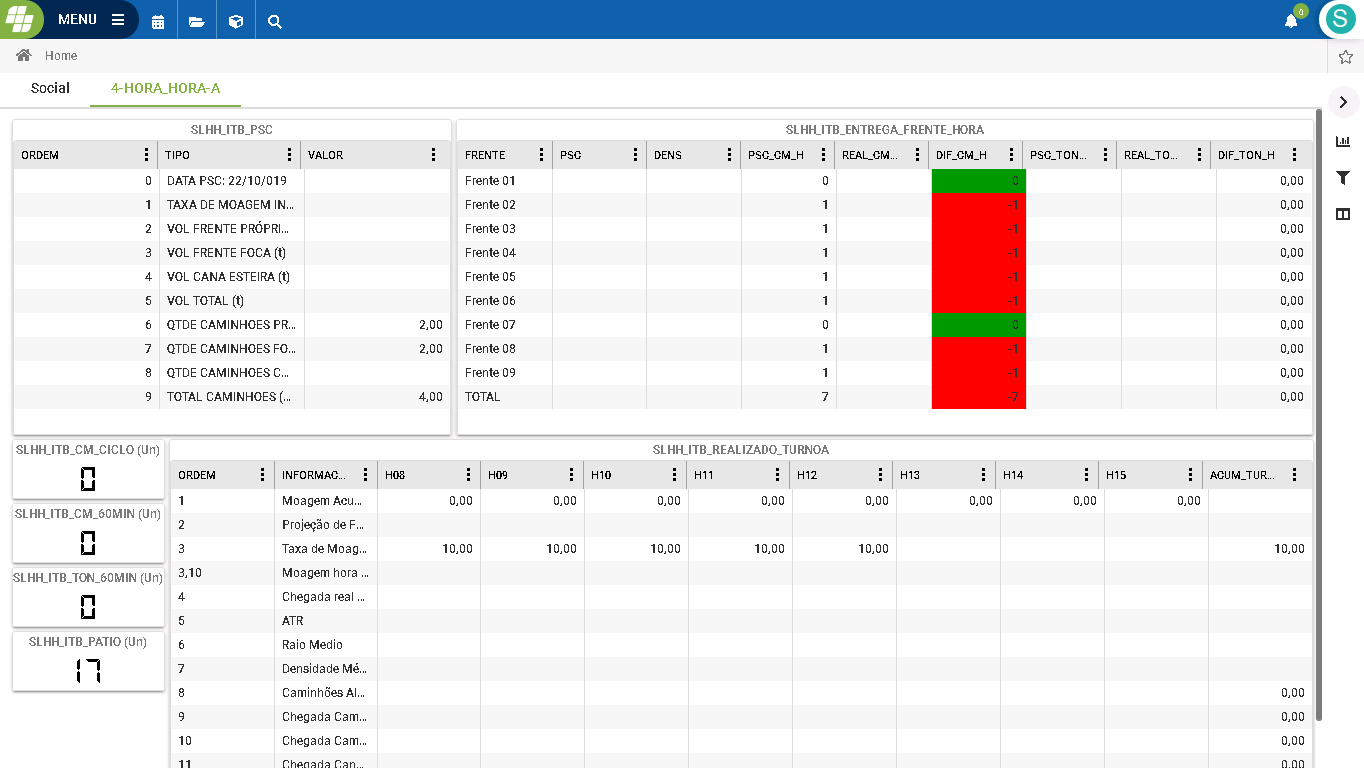 MENU
0
S
Home
Social
4-HORA_HORA-A
SLHH_ITB_PSC
ORDEM TIPO VALOR
0 DATA PSC: 22/10/019
1 TAXA DE MOAGEM IN...
2 VOL FRENTE PRÓPRI...
3 VOL FRENTE FOCA (t)
4 VOL CANA ESTEIRA (t)
5 VOL TOTAL (t)
6 QTDE CAMINHOES PR... 2,00
7 QTDE CAMINHOES FO... 2,00
8 QTDE CAMINHOES C...
9 TOTAL CAMINHOES (... 4,00
SLHH_ITB_ENTREGA_FRENTE_HORA
FRENTE PSC DENS PSC_CM_H REAL_CM... DIF_CM_H PSC_TON... REAL_TO... DIF_TON_H
Frente 01 0 0 0,00
Frente 02 1 -1 0,00
Frente 03 1 -1 0,00
Frente 04 1 -1 0,00
Frente 05 1 -1 0,00
Frente 06 1 -1 0,00
Frente 07 0 0 0,00
Frente 08 1 -1 0,00
Frente 09 1 -1 0,00
TOTAL 7 -7 0,00
SLHH_ITB_CM_CICLO (Un)
0
SLHH_ITB_CM_60MIN (Un)
0
SLHH_ITB_TON_60MIN (Un)
0
SLHH_ITB_PATIO (Un)
17
SLHH_ITB_REALIZADO_TURNOA
ORDEM INFORMAC... H08 H09 H10 H11 H12 H13 H14 H15 ACUM_TUR...
1 Moagem Acu... 0,00 0,00 0,00 0,00 0,00 0,00 0,00 0,00
2 Projeção de F...
3 Taxa de Moag... 10,00 10,00 10,00 10,00 10,00 10,00
3,10 Moagem hora ...
4 Chegada real ...
5 ATR
6 Raio Medio
7 Densidade Mé...
8 Caminhões Al... 0,00
9 Chegada Cam... 0,00
10 Chegada Cam... 0,00
11 Chegada Can... 0,00